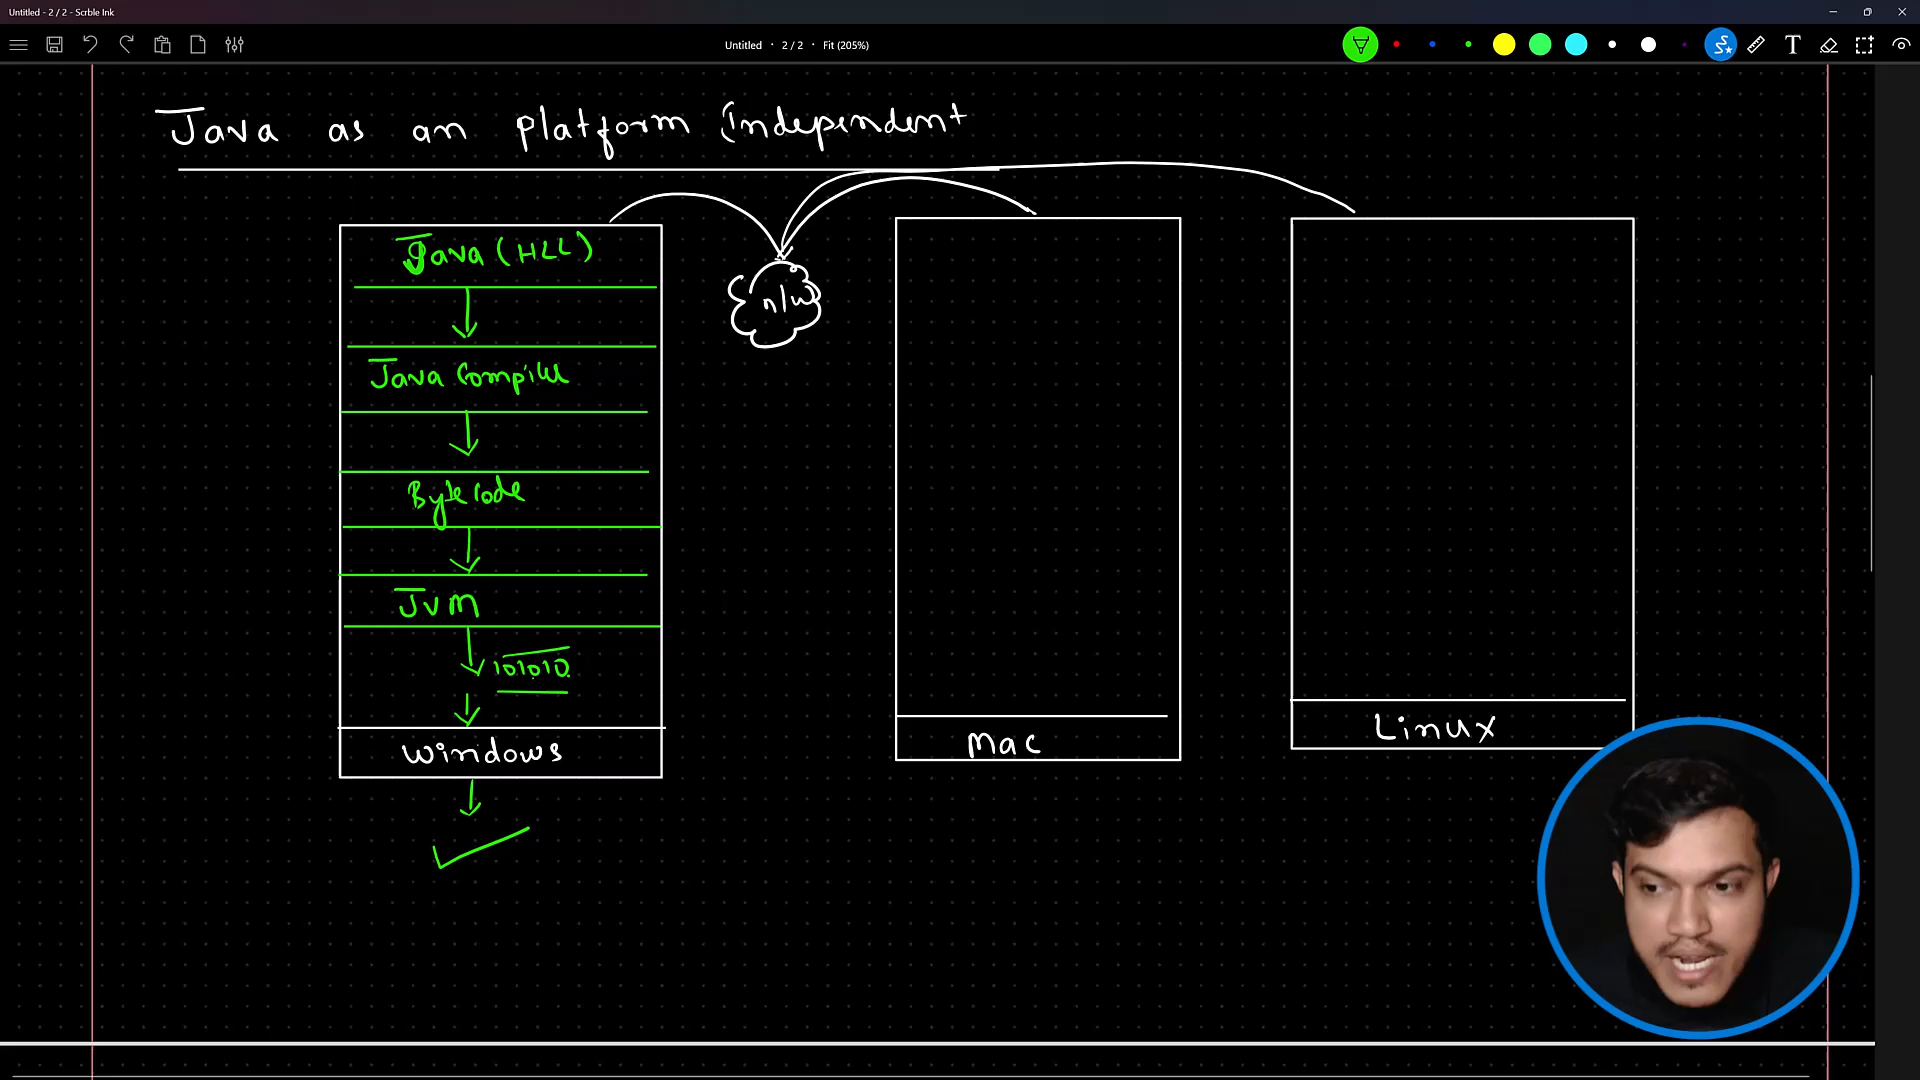 Untitled - 2 / 2 - Scrble Ink
Untitled • 2 / 2 • Fit (205%)
T
Java as an platform Independent
Java (HLL)
n/w
Java Compiler
Byte Code
JVM
101010
Windows
Mac
Linux